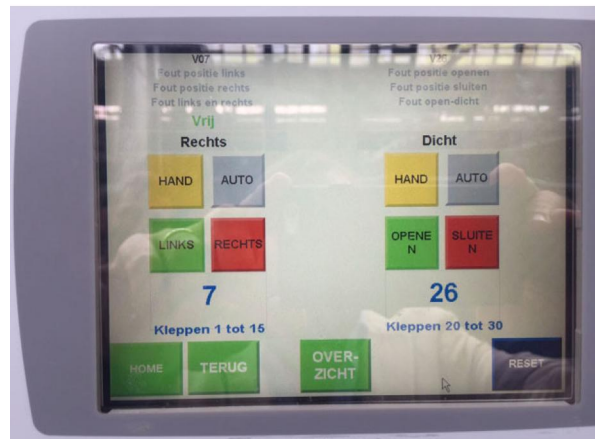 V07
Fout positie links
Fout positie rechts
Fout links en rechts
Vrij
Rechts
HAND
AUTO
LINKS
RECHTS
7
Kleppen 1 tot 15
V26
Fout positie openen
Fout positie sluiten
Fout open-dicht
Dicht
HAND
AUTO
OPENE
N
SLUITE
N
26
Kleppen 20 tot 30
HOME
TERUG
OVER-
ZICHT
RESET